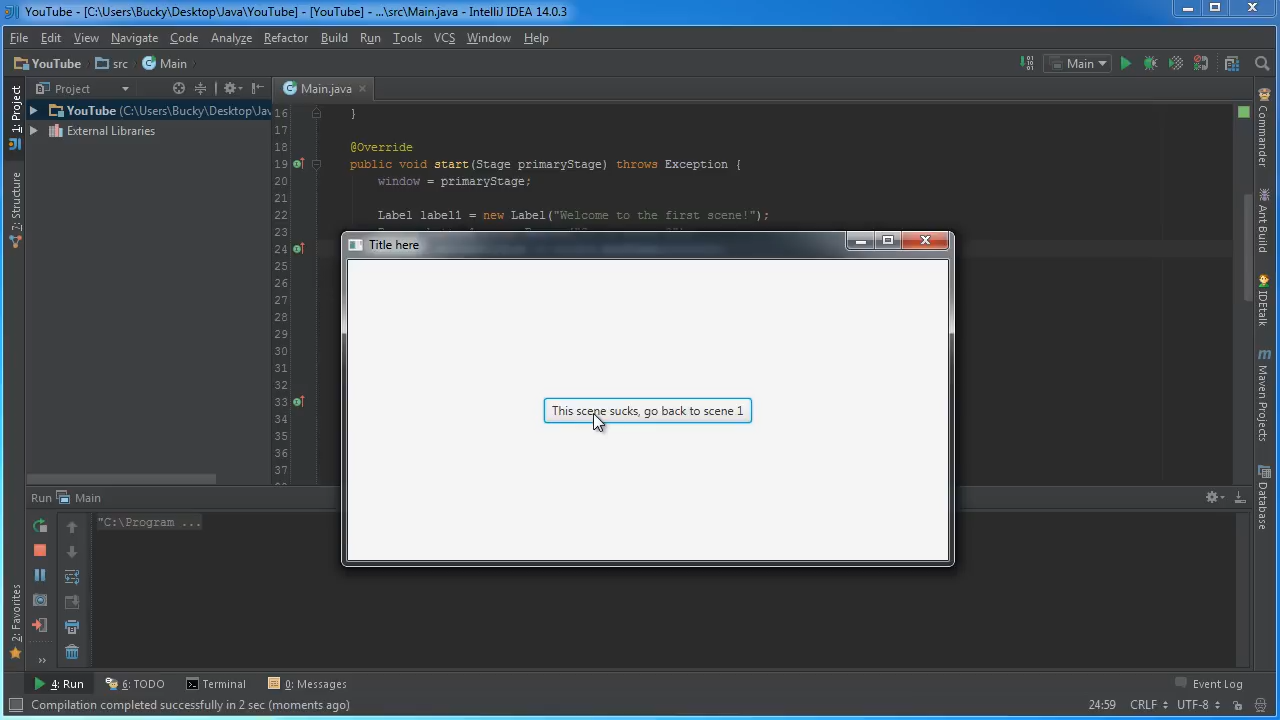 YouTube - [C:\Users\Bucky\Desktop\Java\YouTube] - [YouTube] - ...\src\Main.java - IntelliJ IDEA 14.0.3
File Edit View Navigate Code Analyze Refactor Build Run Tools VCS Window Help
YouTube src Main Main
1: Project
7: Structure
2: Favorites
Project
YouTube (C:\Users\Bucky\Desktop\Jav
External Libraries
Main.java
16 }
17
18 @Override
19 public void start(Stage primaryStage) throws Exception {
20 window = primaryStage;
21
22 Label label1 = new Label("Welcome to the first scene!");
24
25
26
27
28
29
30
31
32
33
34
35
36
37
Title here
This scene sucks, go back to scene 1
Commander
Ant Build
IDEtalk
Maven Projects
Database
Run Main
"C:\Program ...
4: Run 6: TODO Terminal 0: Messages Event Log
Compilation completed successfully in 2 sec (moments ago) 24:59 CRLF UTF-8